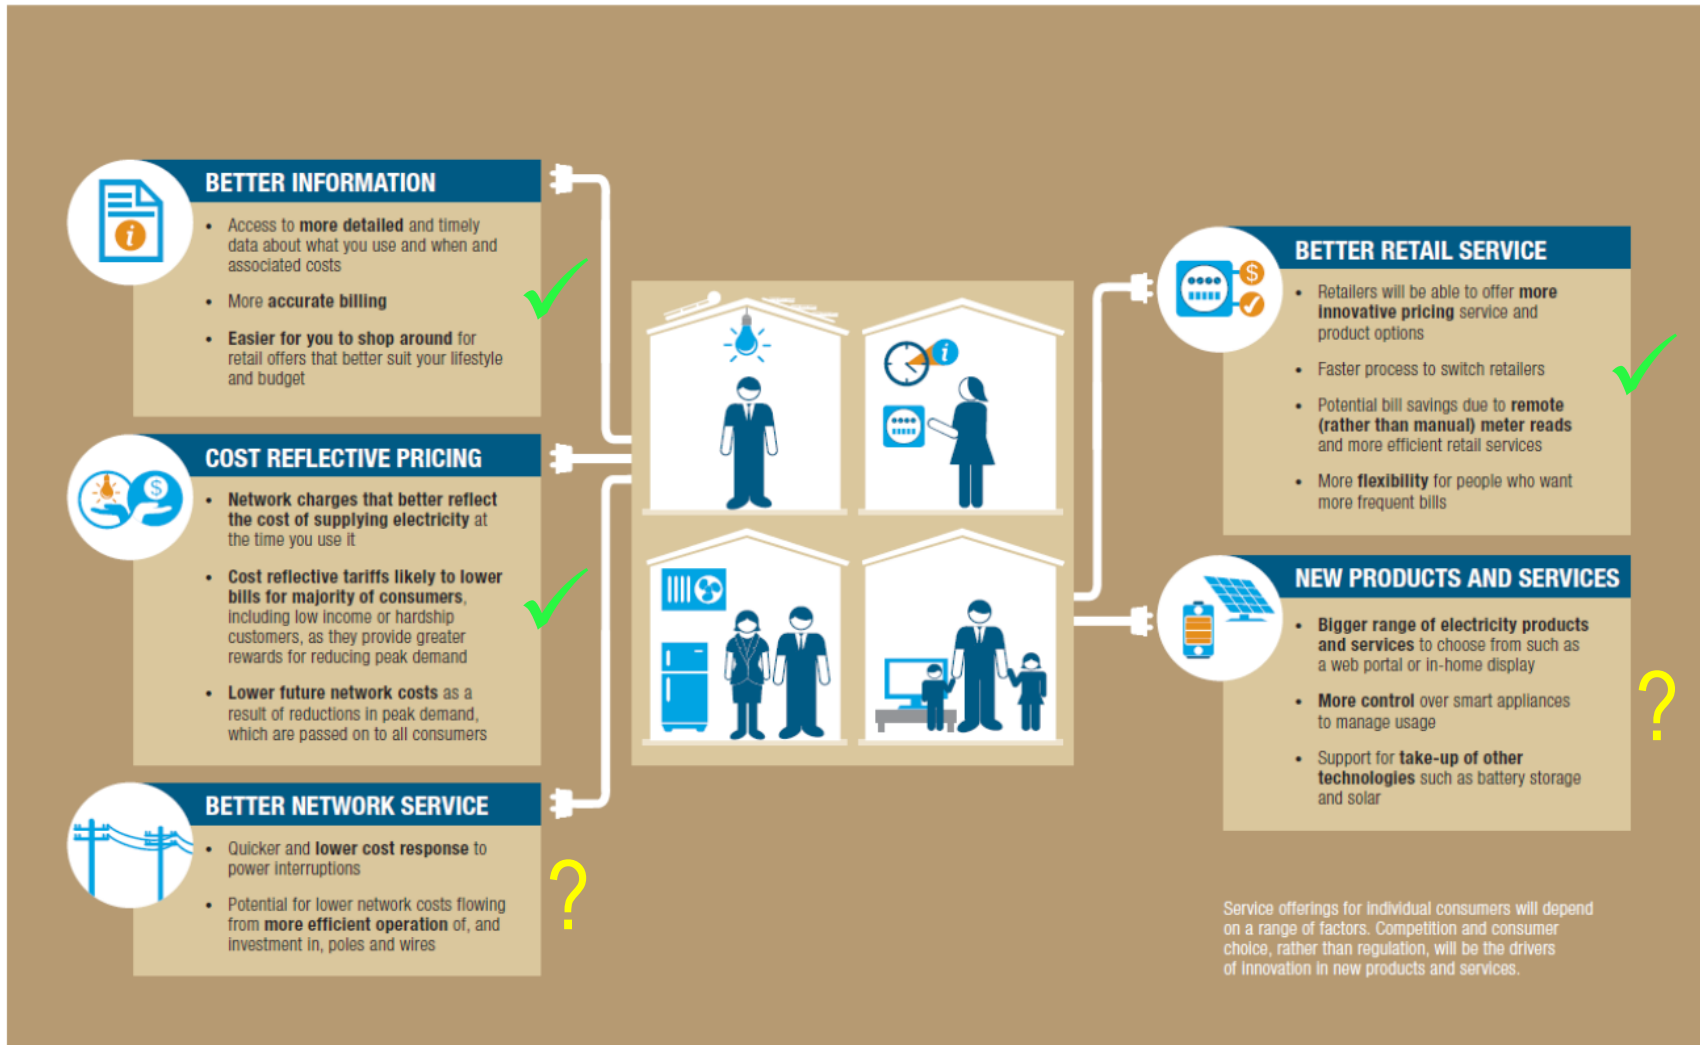 BETTER INFORMATION
• Access to more detailed and timely
data about what you use and when and
associated costs
• More accurate billing
• Easier for you to shop around for
retail offers that better suit your lifestyle
and budget
COST REFLECTIVE PRICING
• Network charges that better reflect
the cost of supplying electricity at
the time you use it
• Cost reflective tariffs likely to lower
bills for majority of consumers,
including low income or hardship
customers, as they provide greater
rewards for reducing peak demand
• Lower future network costs as a
result of reductions in peak demand,
which are passed on to all consumers
BETTER NETWORK SERVICE
• Quicker and lower cost response to
power interruptions
• Potential for lower network costs flowing
from more efficient operation of, and
investment in, poles and wires
?
i
$
i
BETTER RETAIL SERVICE
$
• Retailers will be able to offer more
innovative pricing service and
product options
• Faster process to switch retailers
• Potential bill savings due to remote
(rather than manual) meter reads
and more efficient retail services
• More flexibility for people who want
more frequent bills
NEW PRODUCTS AND SERVICES
• Bigger range of electricity products
and services to choose from such as
a web portal or in-home display
• More control over smart appliances
to manage usage
• Support for take-up of other
technologies such as battery storage
and solar
?
Service offerings for individual consumers will depend
on a range of factors. Competition and consumer
choice, rather than regulation, will be the drivers
of innovation in new products and services.